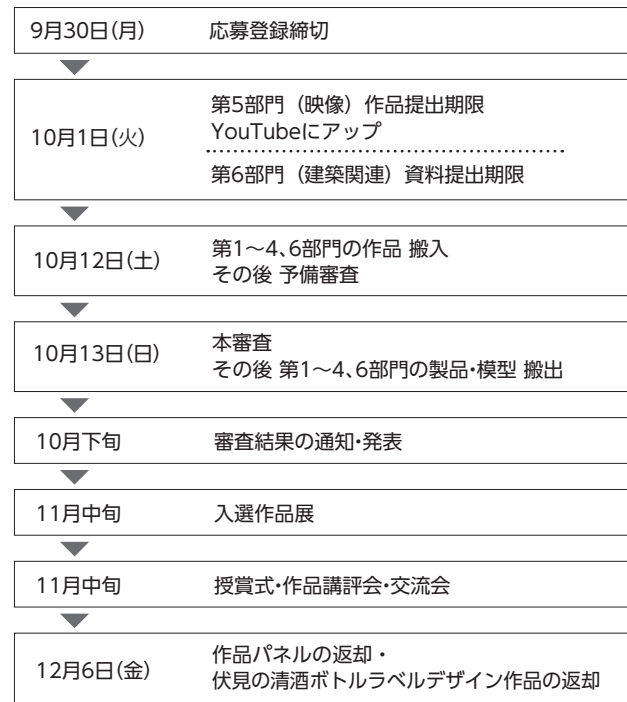 9月30日(月) 応募登録締切
10月1日(火)
第5部門（映像）作品提出期限
YouTubeにアップ
第6部門（建築関連）資料提出期限
10月12日(土)
第1〜4､6部門の作品 搬入
その後 予備審査
10月13日(日)
本審査
その後 第1〜4､6部門の製品･模型 搬出
10月下旬 審査結果の通知･発表
11月中旬 入選作品展
11月中旬 授賞式･作品講評会･交流会
12月6日(金)
作品パネルの返却・
伏見の清酒ボトルラベルデザイン作品の返却